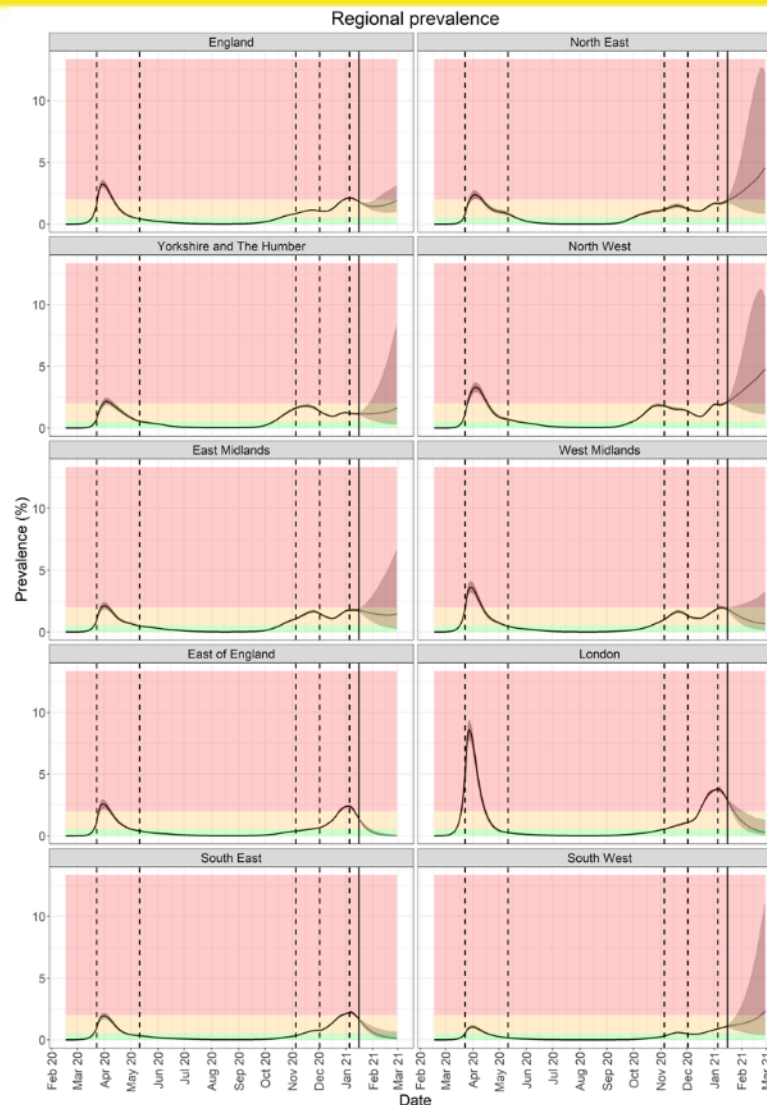 Regional prevalence
England
North East
10
5
0
Yorkshire and The Humber
North West
10
5
0
East Midlands
West Midlands
10
5
0
Prevalence (%)
East of England
London
10
5
0
South East
South West
10
5
0
Feb 20 Mar 20 Apr 20 May 20 Jun 20 Jul 20 Aug 20 Sep 20 Oct 20 Nov 20 Dec 20 Jan 21 Feb 21 Mar 21
Feb 20 Mar 20 Apr 20 May 20 Jun 20 Jul 20 Aug 20 Sep 20 Oct 20 Nov 20 Dec 20 Jan 21 Feb 21 Mar 21
Date